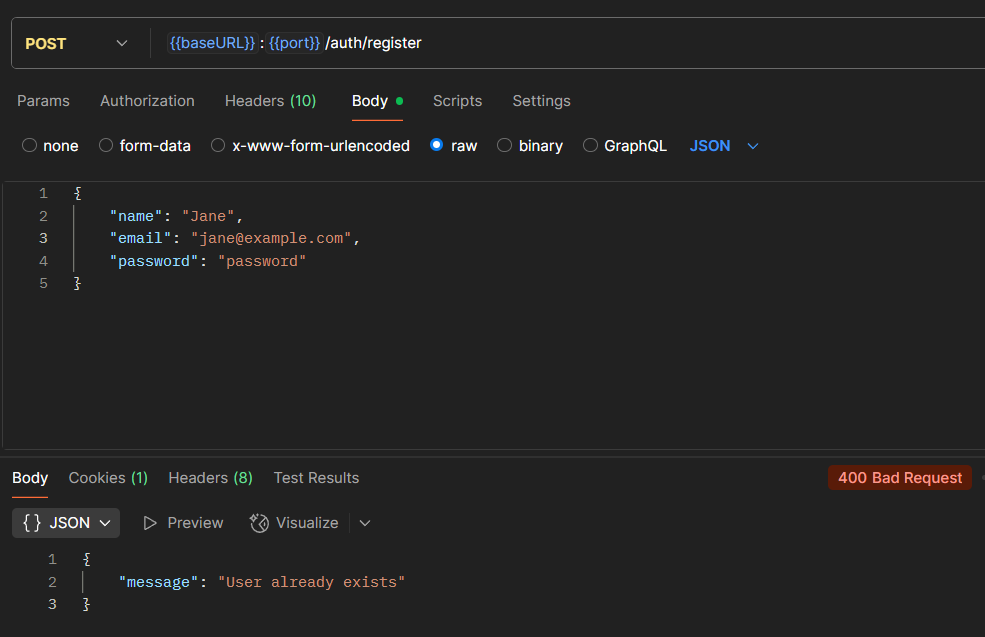 POST {{baseURL}}:{{port}}/auth/register
Params Authorization Headers (10) Body Scripts Settings
none form-data x-www-form-urlencoded raw binary GraphQL JSON
1 {
2 "name": "Jane",
3 "email": "jane@example.com",
4 "password": "password"
5 }
Body Cookies (1) Headers (8) Test Results 400 Bad Request
{} JSON Preview Visualize
1 {
2 "message": "User already exists"
3 }